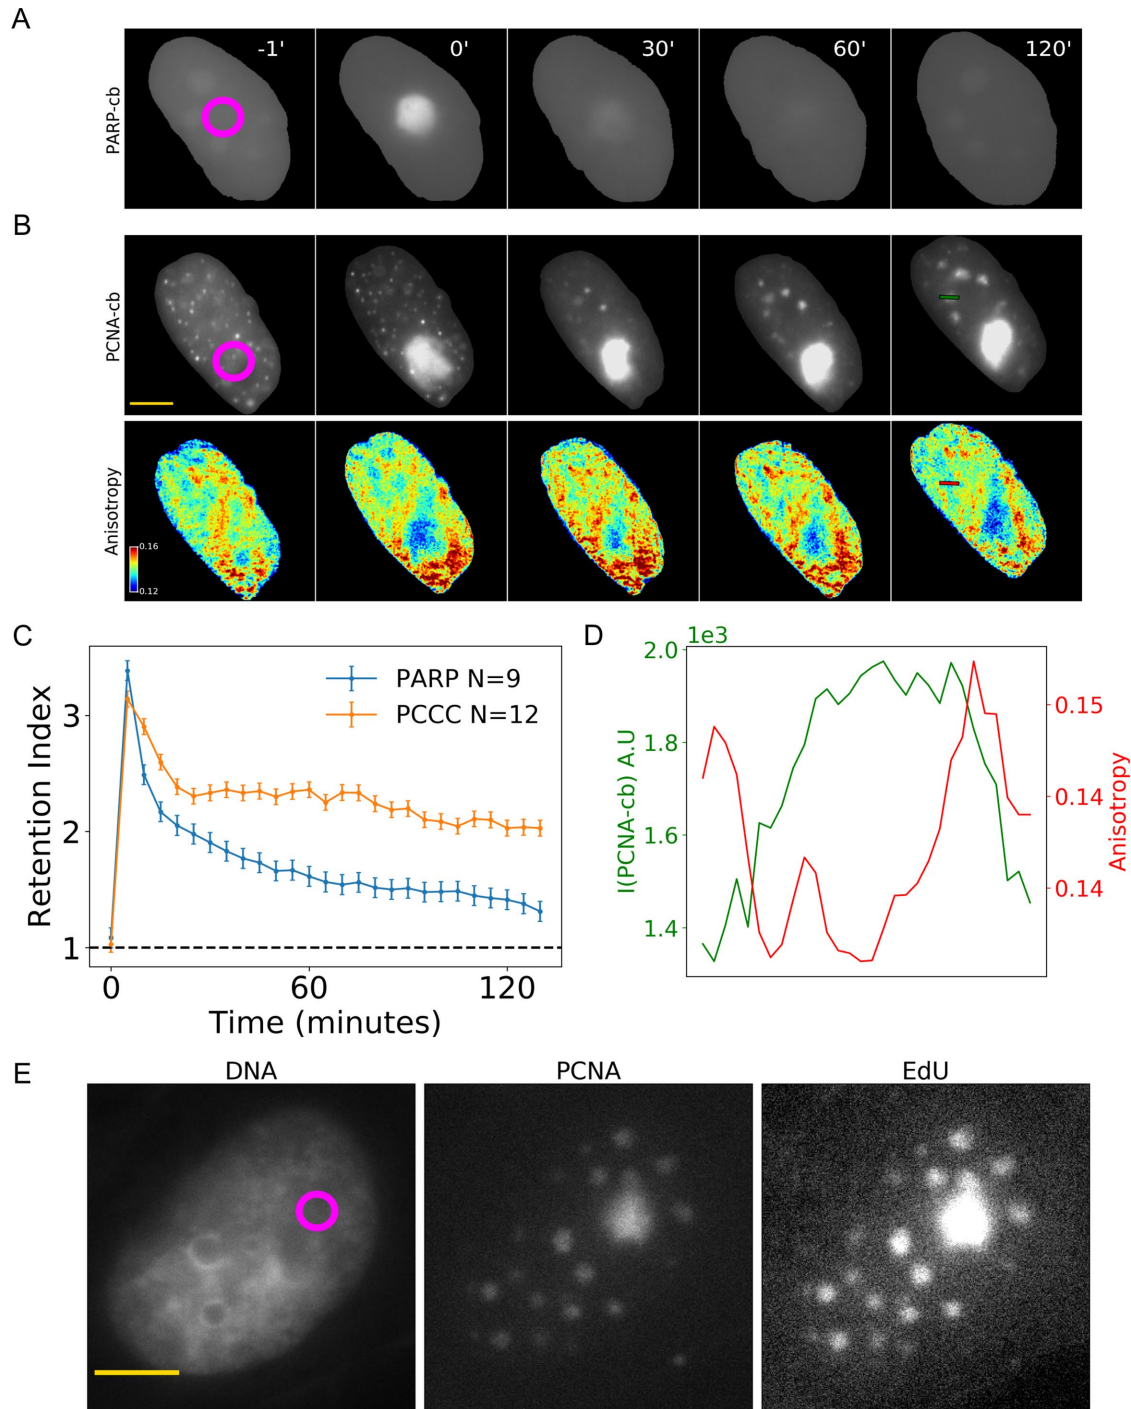 A
PARP-cb
-1'
0'
30'
60'
120'
B
PCNA-cb
Anisotropy
0.16
0.12
C
Retention Index
3
2
1
0
60
120
Time (minutes)
PARP N=9
PCCC N=12
D
1e3
I(PCNA-cb) A.U
2.0
1.8
1.6
1.4
0.15
0.14
0.14
Anisotropy
E
DNA
PCNA
EdU